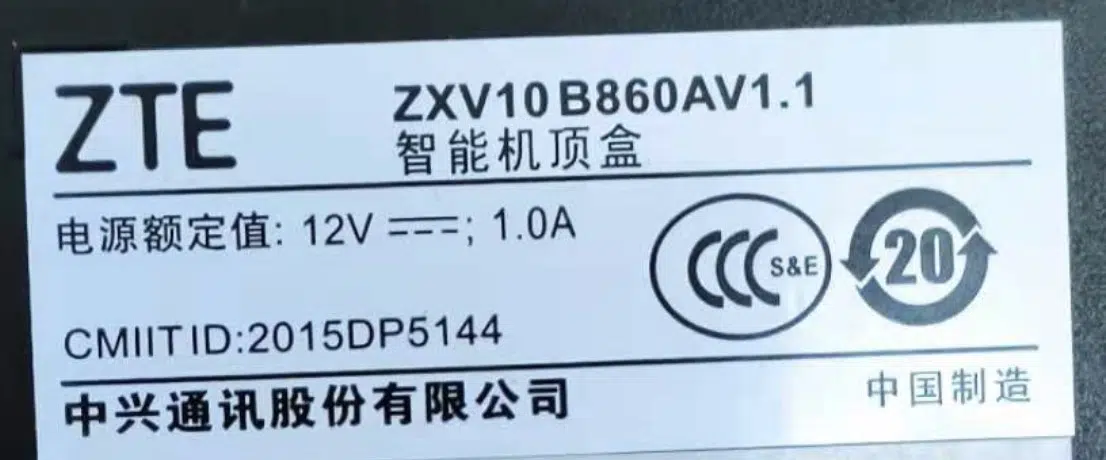 ZTE
ZXV10 B860AV1.1
智能机顶盒
电源额定值: 12V ⎓; 1.0A
CCC S&E
20
CMIIT ID:2015DP5144
中兴通讯股份有限公司
中国制造